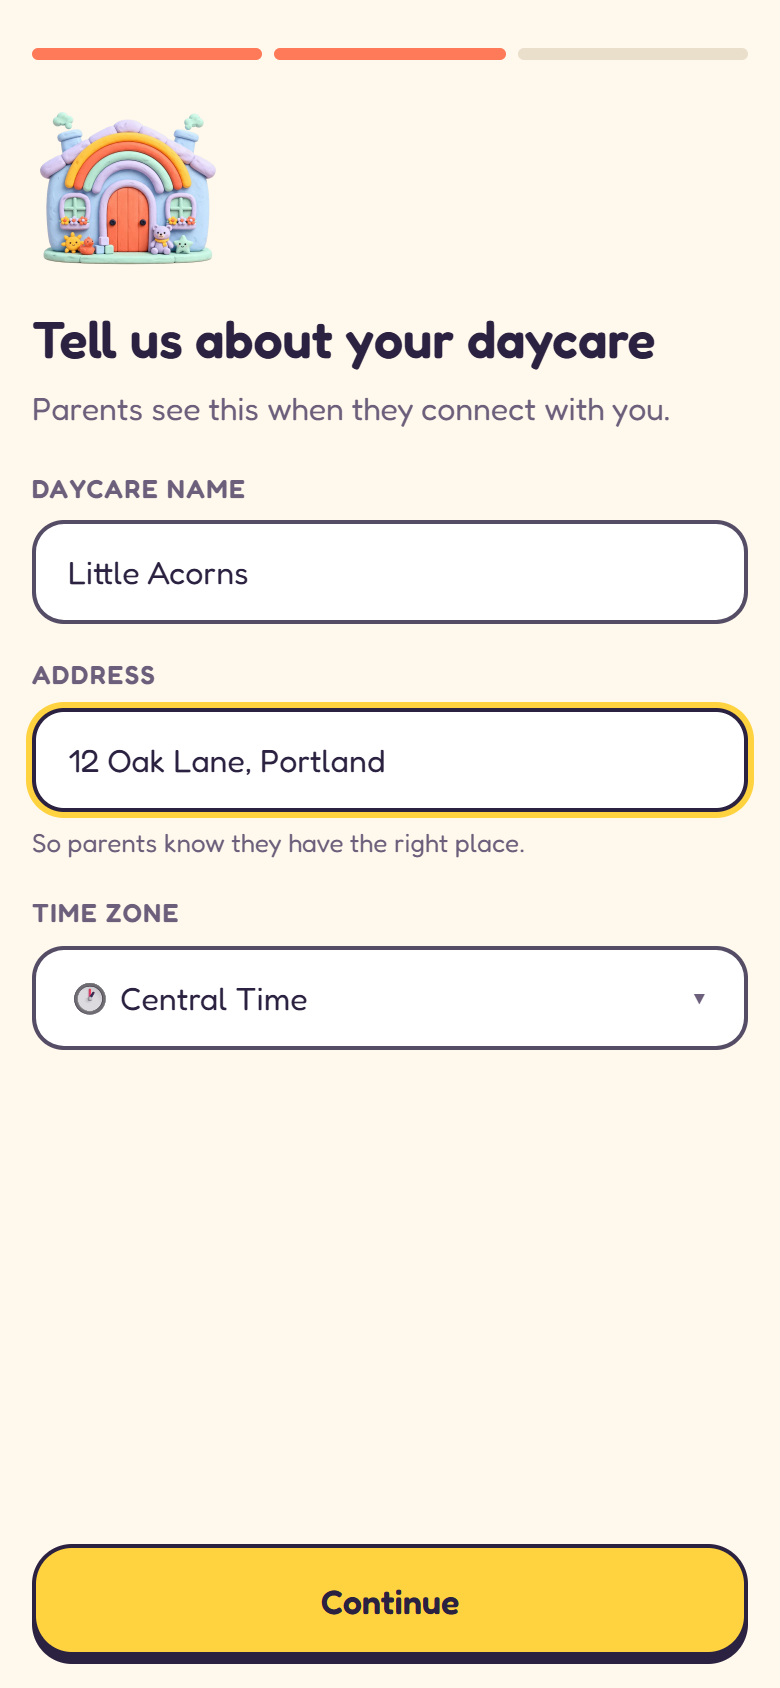 Tell us about your daycare
Parents see this when they connect with you.
DAYCARE NAME
Little Acorns
ADDRESS
12 Oak Lane, Portland
So parents know they have the right place.
TIME ZONE
Central Time
Continue